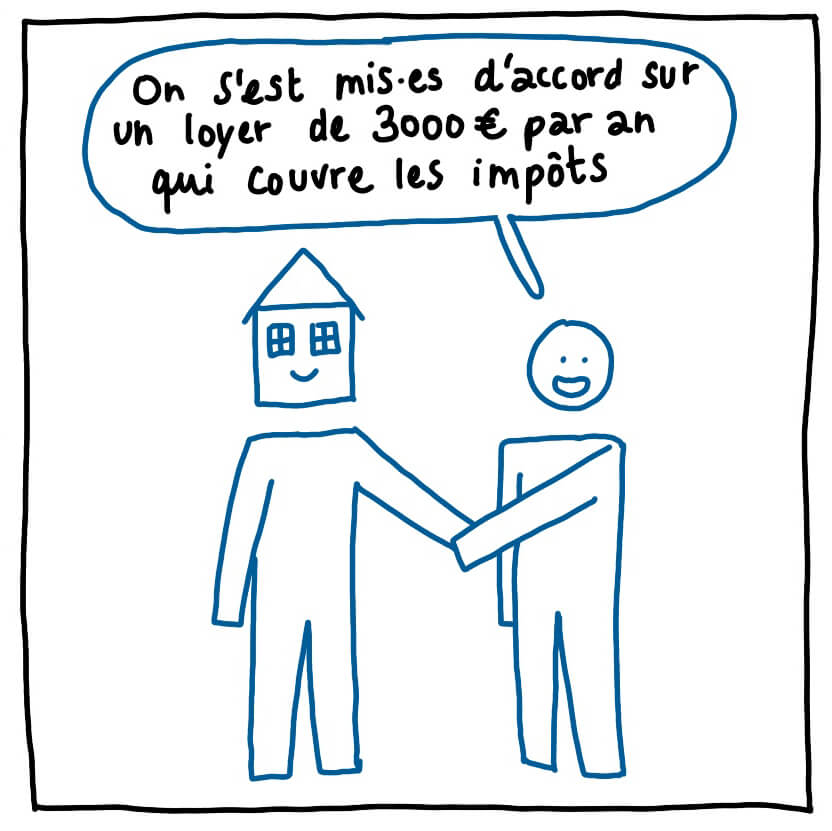 On s'est mis·es d'accord sur
un loyer de 3000 € par an
qui couvre les impôts